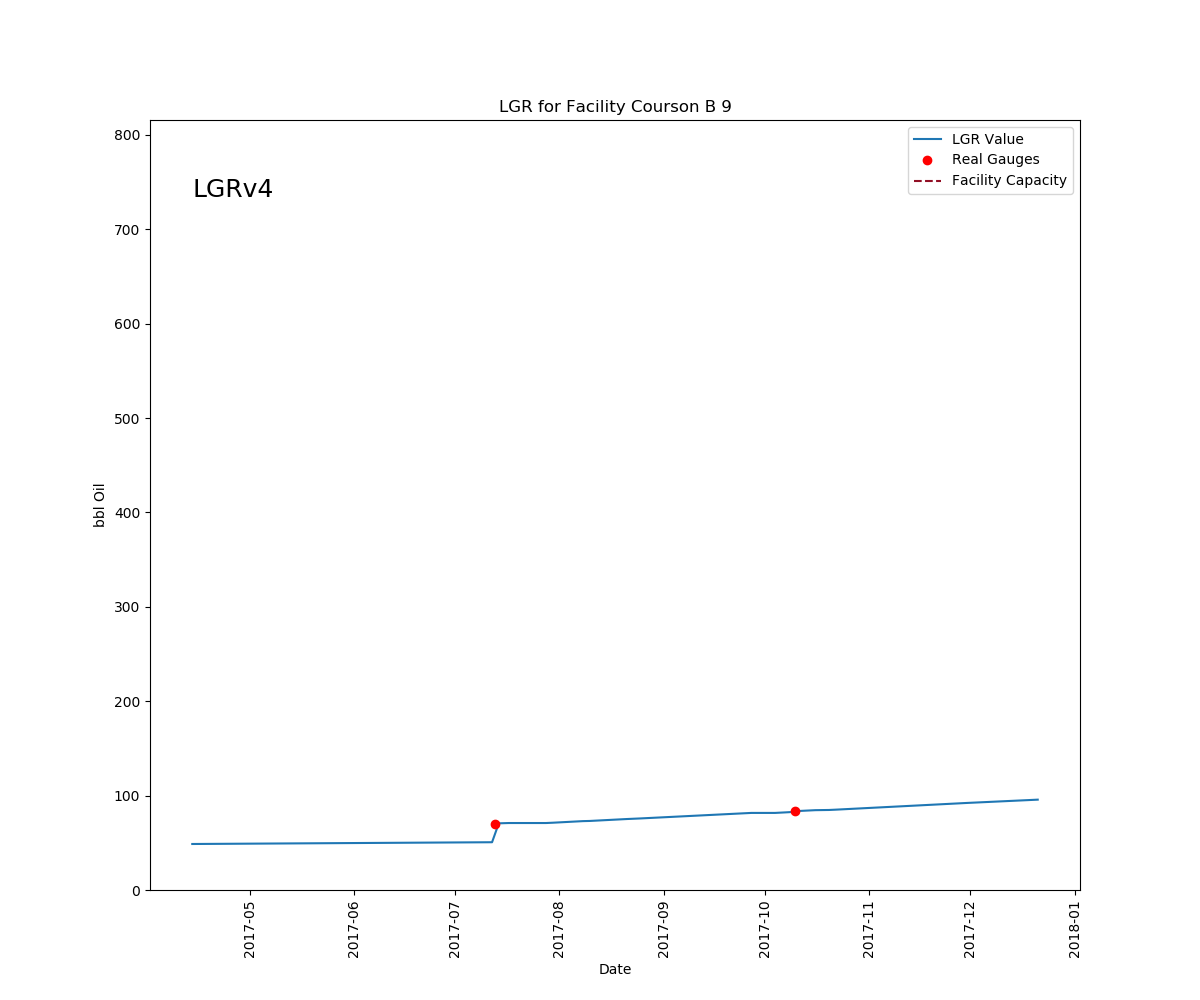 LGR for Facility Courson B 9
LGR Value
Real Gauges
Facility Capacity
LGRv4
800
700
600
500
400
300
200
100
0
bbl Oil
2017-05
2017-06
2017-07
2017-08
2017-09
2017-10
2017-11
2017-12
2018-01
Date